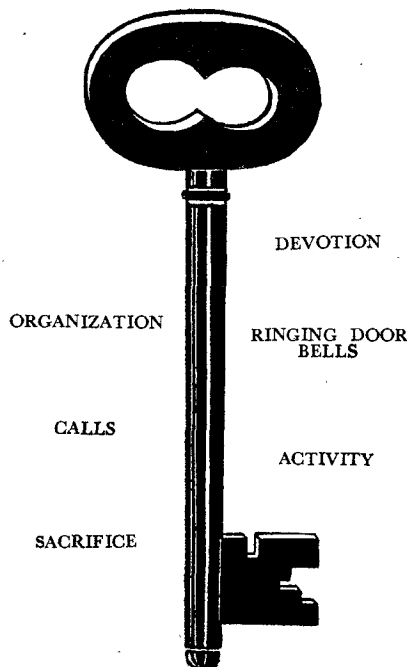 DEVOTION
ORGANIZATION
RINGING DOOR
BELLS
CALLS
ACTIVITY
SACRIFICE